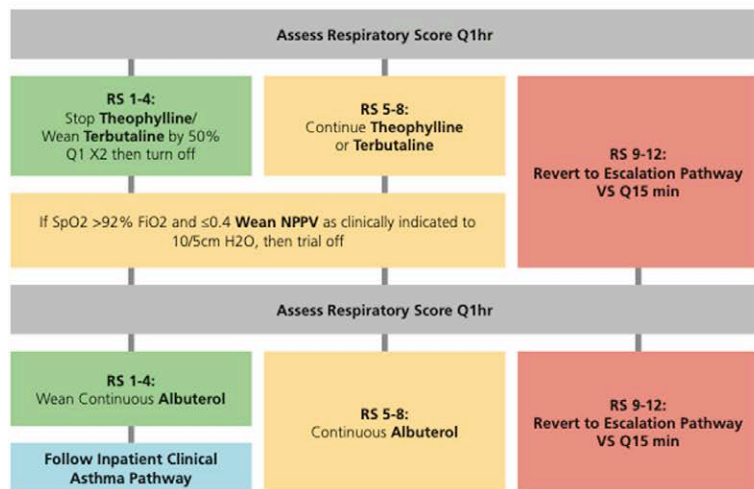 Assess Respiratory Score Q1hr
RS 1-4:
Stop Theophylline/
Wean Terbutaline by 50%
Q1 X2 then turn off
RS 5-8:
Continue Theophylline
or Terbutaline
RS 9-12:
Revert to Escalation Pathway
VS Q15 min
If SpO2 >92% FiO2 and ≤0.4 Wean NPPV as clinically indicated to
10/5cm H2O, then trial off
Assess Respiratory Score Q1hr
RS 1-4:
Wean Continuous Albuterol
RS 5-8:
Continuous Albuterol
RS 9-12:
Revert to Escalation Pathway
VS Q15 min
Follow Inpatient Clinical
Asthma Pathway